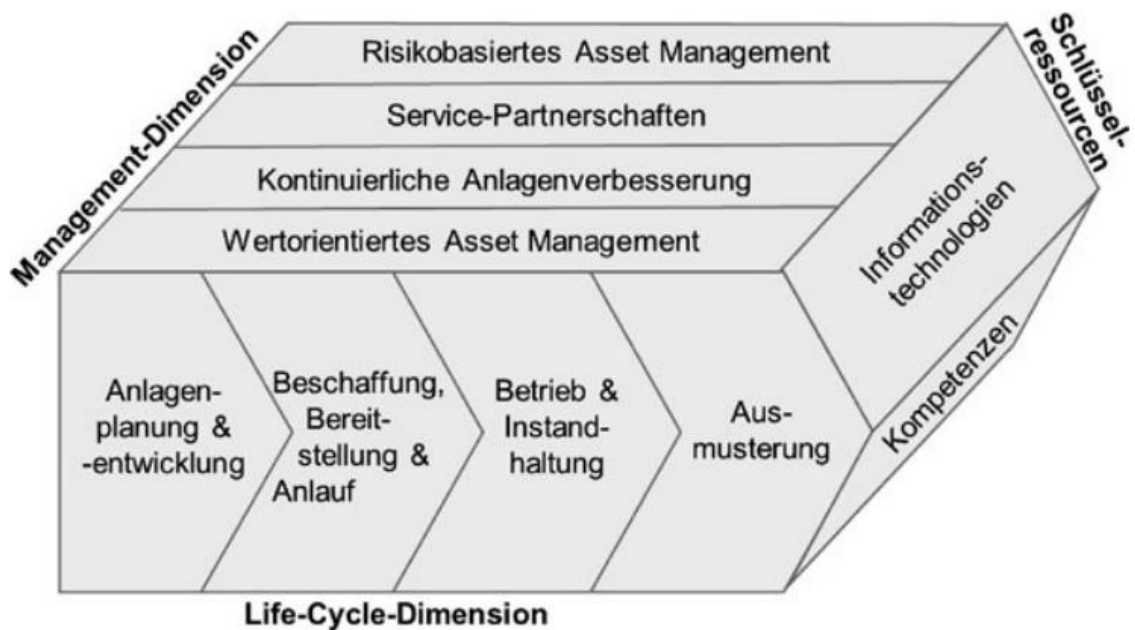 Management-Dimension
Risikobasiertes Asset Management
Service-Partnerschaften
Kontinuierliche Anlagenverbesserung
Wertorientiertes Asset Management
Schlüssel-
ressourcen
Informations-
technologien
Kompetenzen
Anlagen-
planung &
-entwicklung
Beschaffung,
Bereit-
stellung &
Anlauf
Betrieb &
Instand-
haltung
Aus-
musterung
Life-Cycle-Dimension